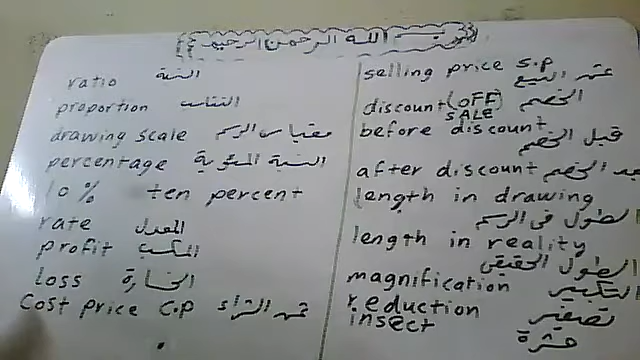 بسم الله الرحمن الرحيم
ratio النسبة
proportion التناسب
drawing scale مقياس الرسم
percentage النسبة المئوية
10 % ten percent
rate المعدل
profit المكسب
loss الخسارة
Cost price C.p ثمن الشراء
selling price s.p
ثمن البيع
discount (OFF) الخصم
SALE
before discount
قبل الخصم
after discount بعد الخصم
length in drawing
الطول في الرسم
length in reality
الطول الحقيقي
magnification التكبير
reduction تصغير
insect حشرة